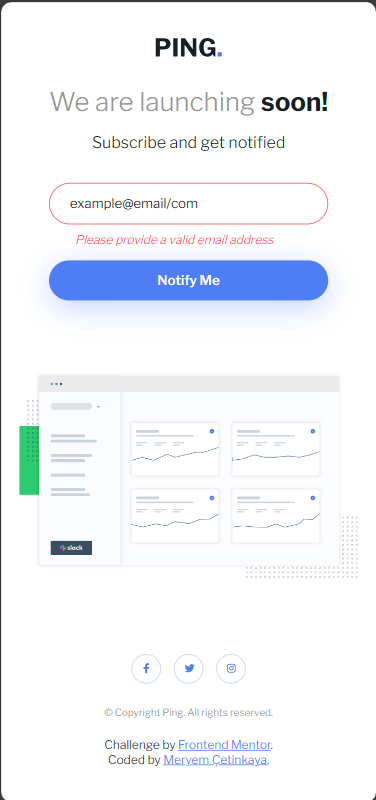 PING.
We are launching soon!
Subscribe and get notified
example@email/com
Please provide a valid email address
Notify Me
slack
© Copyright Ping. All rights reserved.
Challenge by Frontend Mentor.
Coded by Meryem Çetinkaya.